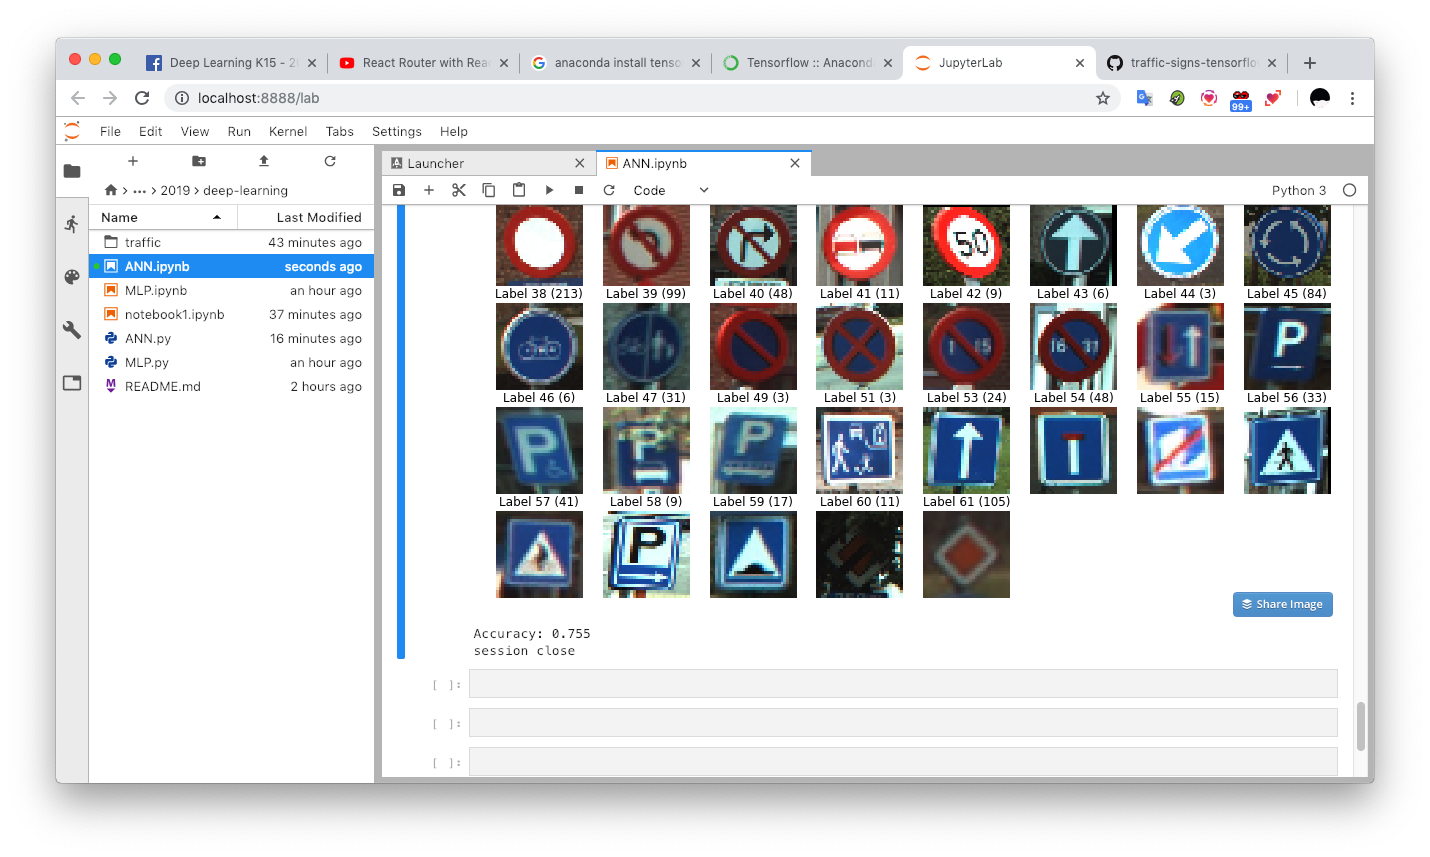 Deep Learning K15 - 20
React Router with Rea
anaconda install tenso
Tensorflow :: Anacond
JupyterLab
traffic-signs-tensorflo
localhost:8888/lab
99+
File Edit View Run Kernel Tabs Settings Help
Launcher
ANN.ipynb
Code
Python 3
2019 > deep-learning
Name Last Modified
traffic 43 minutes ago
ANN.ipynb seconds ago
MLP.ipynb an hour ago
notebook1.ipynb 37 minutes ago
ANN.py 16 minutes ago
MLP.py an hour ago
README.md 2 hours ago
50
Label 38 (213) Label 39 (99) Label 40 (48) Label 41 (11) Label 42 (9) Label 43 (6) Label 44 (3) Label 45 (84)
1 15
16 31
P
Label 46 (6) Label 47 (31) Label 49 (3) Label 51 (3) Label 53 (24) Label 54 (48) Label 55 (15) Label 56 (33)
P
P
P
Label 57 (41) Label 58 (9) Label 59 (17) Label 60 (11) Label 61 (105)
P
Share Image
Accuracy: 0.755
session close
[ ]:
[ ]:
[ ]: